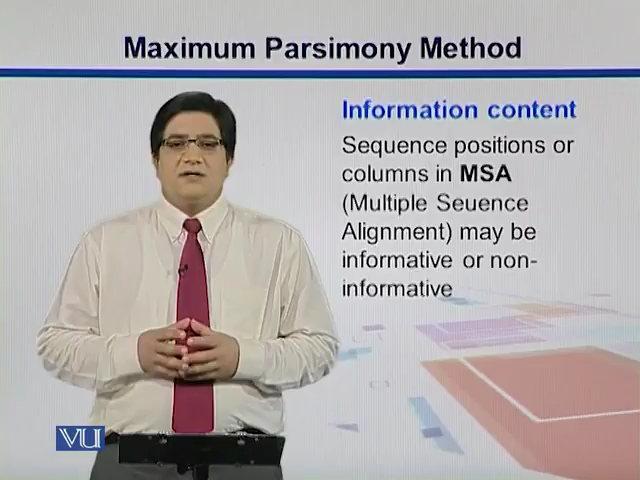 Maximum Parsimony Method
Information content
Sequence positions or
columns in MSA
(Multiple Seuence
Alignment) may be
informative or non-
informative
VU